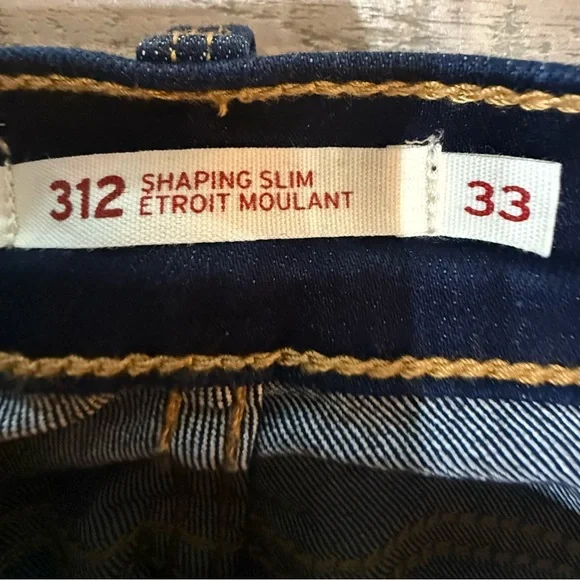 312 SHAPING SLIM
ÉTROIT MOULANT
33